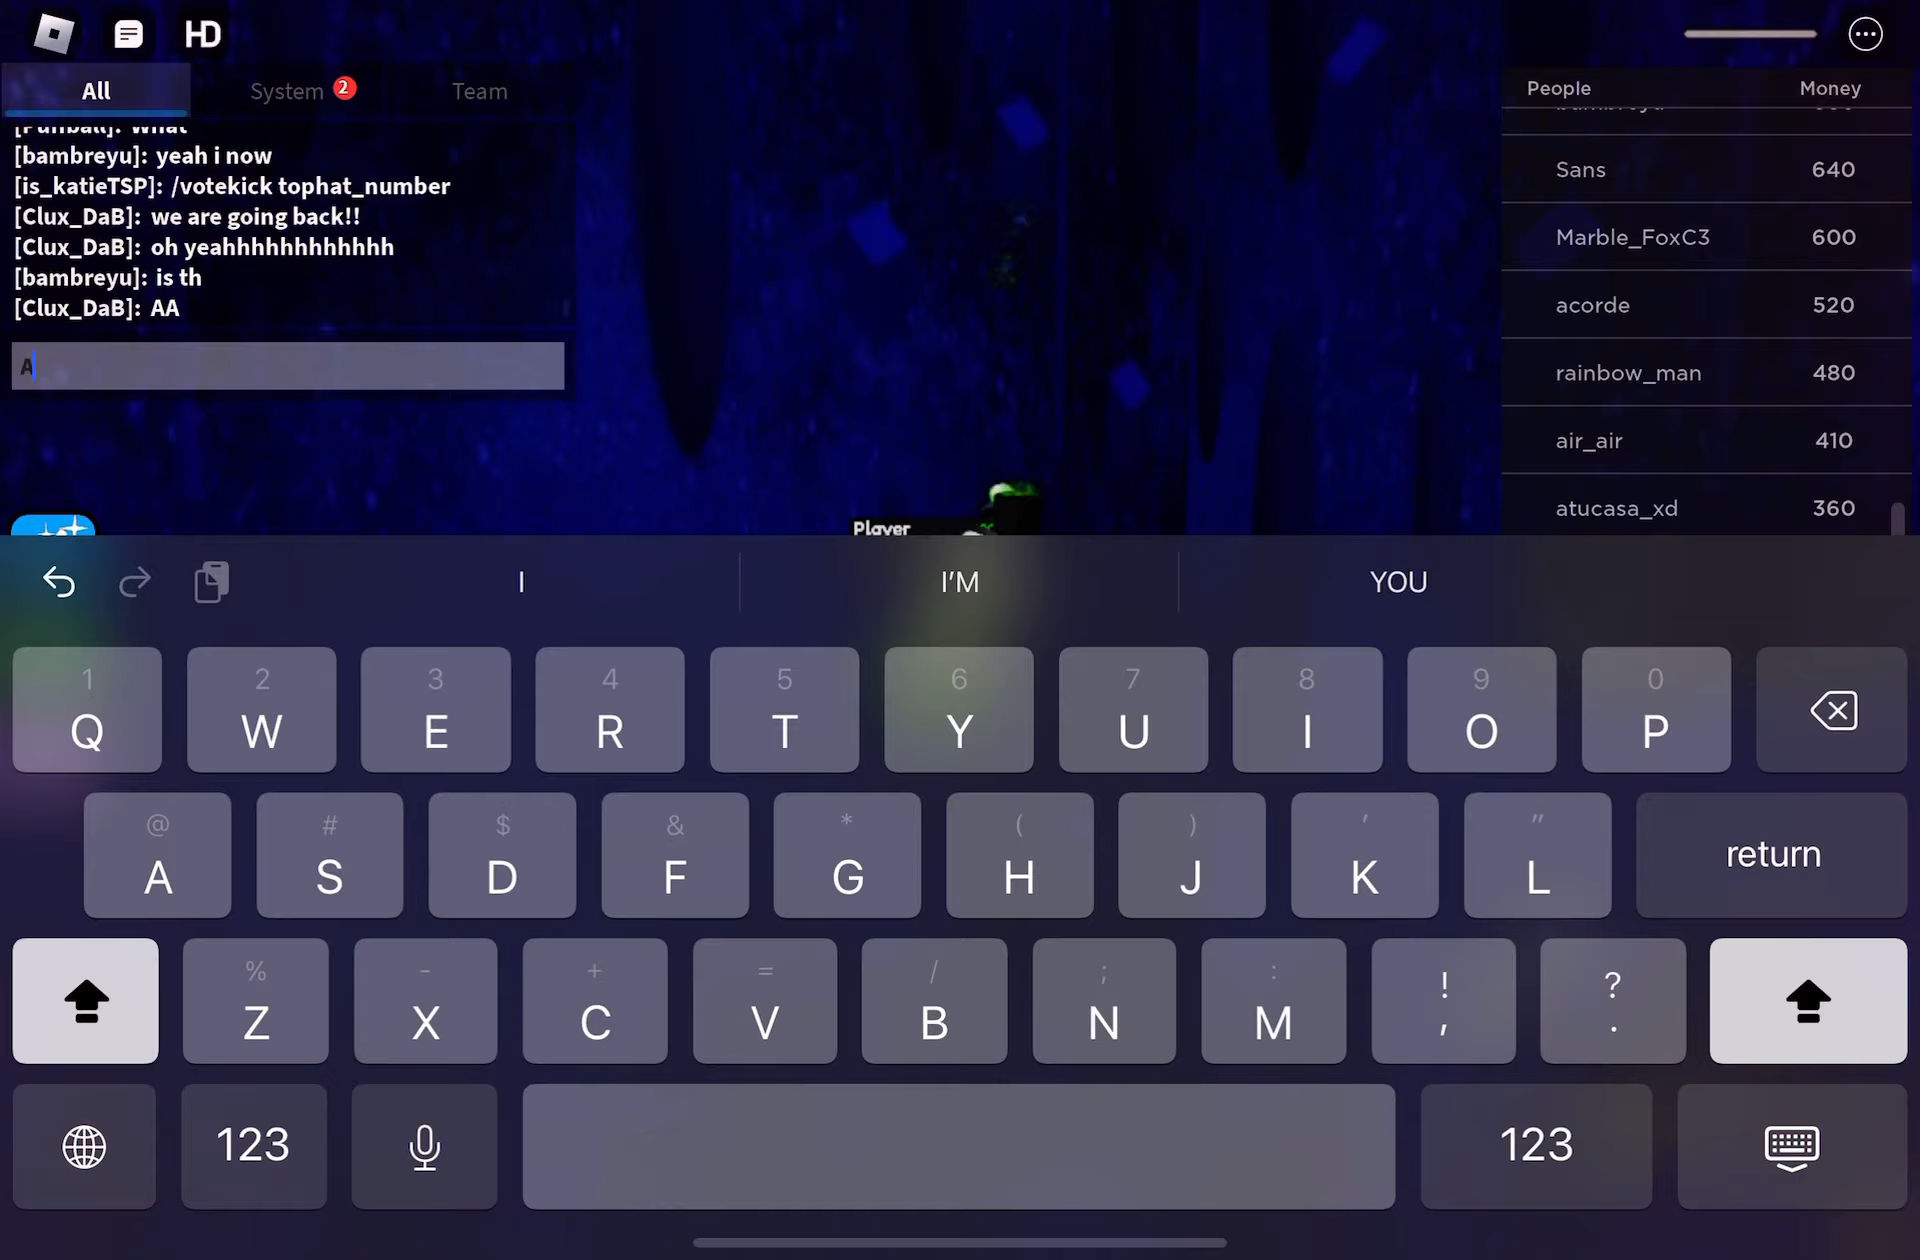 HD
All
System 2
Team
[bambreyu]: yeah i now
[is_katieTSP]: /votekick tophat_number
[Clux_DaB]: we are going back!!
[Clux_DaB]: oh yeahhhhhhhhhhhh
[bambreyu]: is th
[Clux_DaB]: AA
A
People Money
Sans 640
Marble_FoxC3 600
acorde 520
rainbow_man 480
air_air 410
atucasa_xd 360
Player
I
I'M
YOU
1 2 3 4 5 6 7 8 9 0
Q W E R T Y U I O P
@ # $ & * ( ) ' "
A S D F G H J K L return
% - + = / ; : ! ?
Z X C V B N M , .
123 123